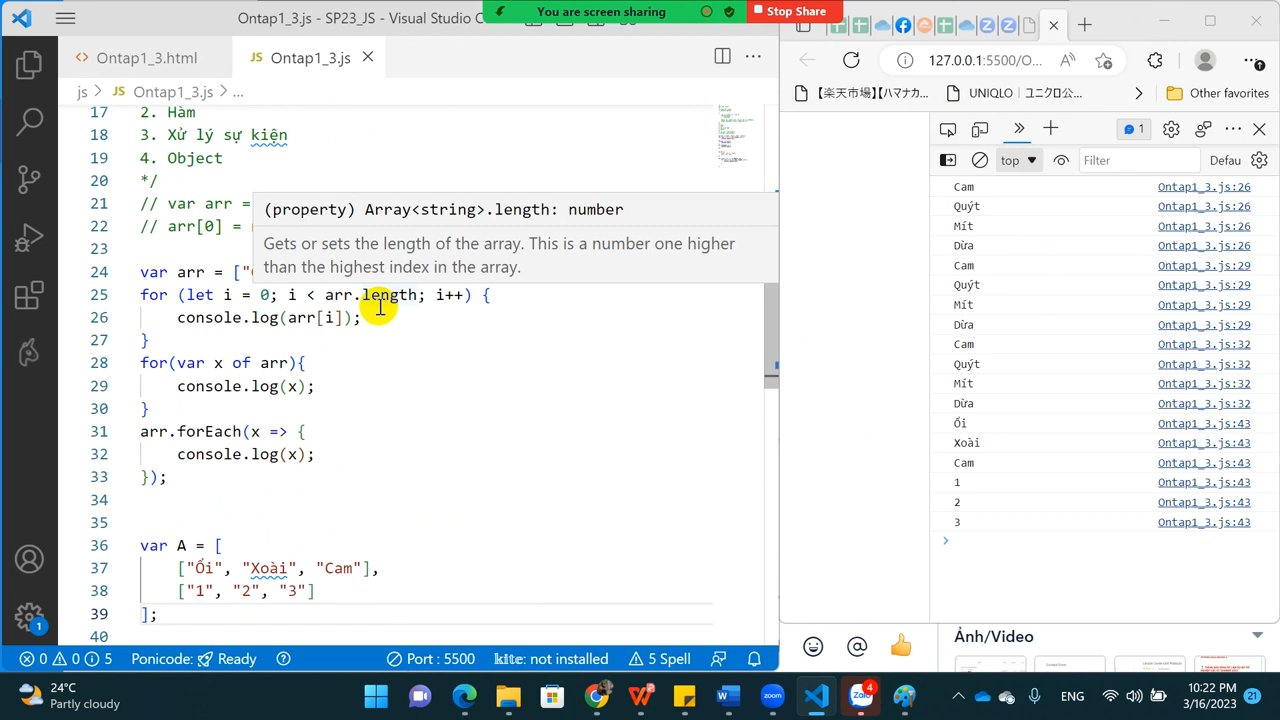 Ontap1_3.js - SP23_JS - Visual Studio C
You are screen sharing
Stop Share
Ontap1_3.html
JS Ontap1_3.js
js > JS Ontap1_3.js > ...
17 2. Hàm
18 3. Xử lý sự kiện
19 4. Object
20 */
21 // var arr =
22 // arr[0] =
(property) Array<string>.length: number
Gets or sets the length of the array. This is a number one higher
than the highest index in the array.
23
24 var arr = ["
25 for (let i = 0; i < arr.length; i++) {
26 console.log(arr[i]);
27 }
28 for(var x of arr){
29 console.log(x);
30 }
31 arr.forEach(x => {
32 console.log(x);
33 });
34
35
36 var A = [
37 ["Ổi", "Xoài", "Cam"],
38 ["1", "2", "3"]
39 ];
40
1
0 0 5 Ponicode: Ready Port : 5500 kite: not installed 5 Spell
127.0.0.1:5500/O...
【楽天市場】【ハマナカ... UNIQLO | ユニクロ公... Other favorites
1
top Filter Defau
Cam Ontap1_3.js:26
Quýt Ontap1_3.js:26
Mít Ontap1_3.js:26
Dừa Ontap1_3.js:26
Cam Ontap1_3.js:29
Quýt Ontap1_3.js:29
Mít Ontap1_3.js:29
Dừa Ontap1_3.js:29
Cam Ontap1_3.js:32
Quýt Ontap1_3.js:32
Mít Ontap1_3.js:32
Dừa Ontap1_3.js:32
Ổi Ontap1_3.js:43
Xoài Ontap1_3.js:43
Cam Ontap1_3.js:43
1 Ontap1_3.js:43
2 Ontap1_3.js:43
3 Ontap1_3.js:43
Ảnh/Video
24°C
Partly cloudy
zoom
Zalo
4
ENG
10:22 PM
3/16/2023
21